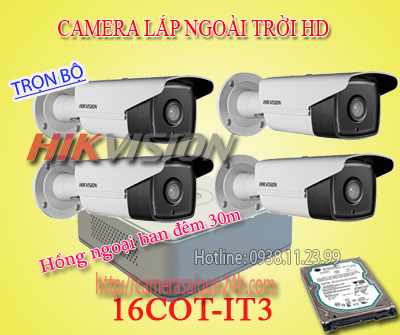 CAMERA LẮP NGOÀI TRỜI HD
TRỌN BỘ
HIKVISION
HIKVISION
HIKVISION
HIKVISION
HIKVISION
Hồng ngoại ban đêm 30m
Hotline: 0938.11.23.99
16COT-IT3